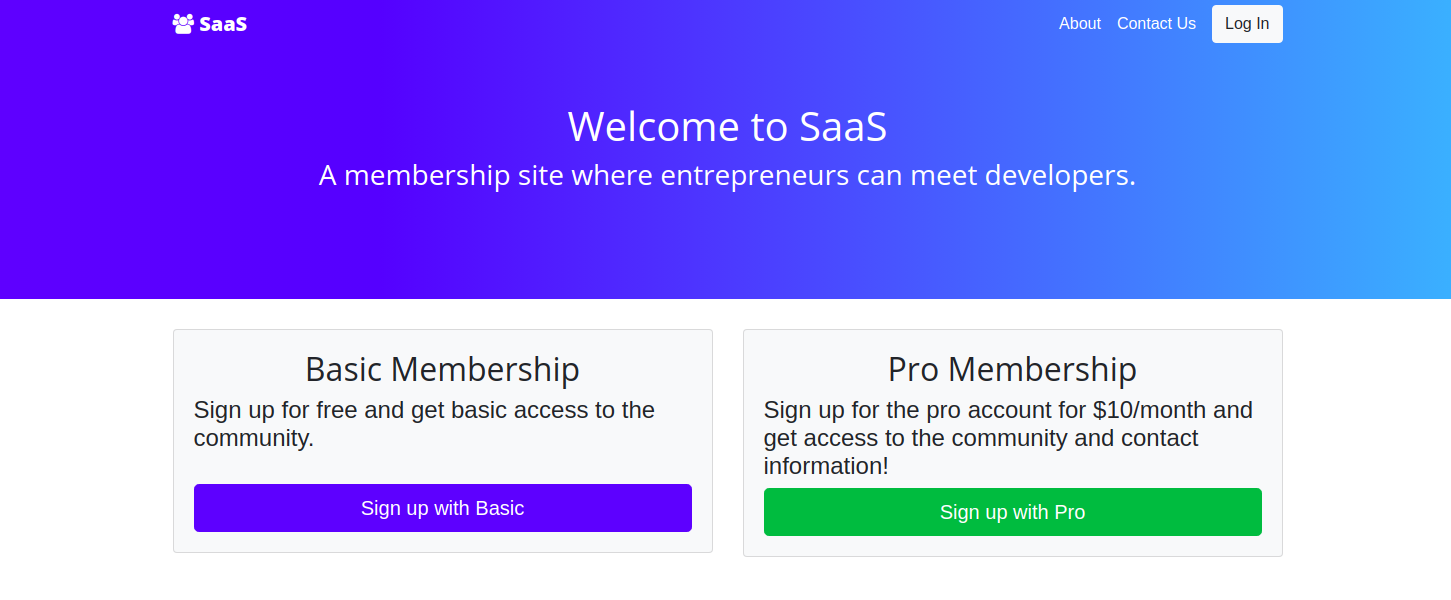 SaaS
About
Contact Us
Log In
Welcome to SaaS
A membership site where entrepreneurs can meet developers.
Basic Membership
Sign up for free and get basic access to the
community.
Sign up with Basic
Pro Membership
Sign up for the pro account for $10/month and
get access to the community and contact
information!
Sign up with Pro